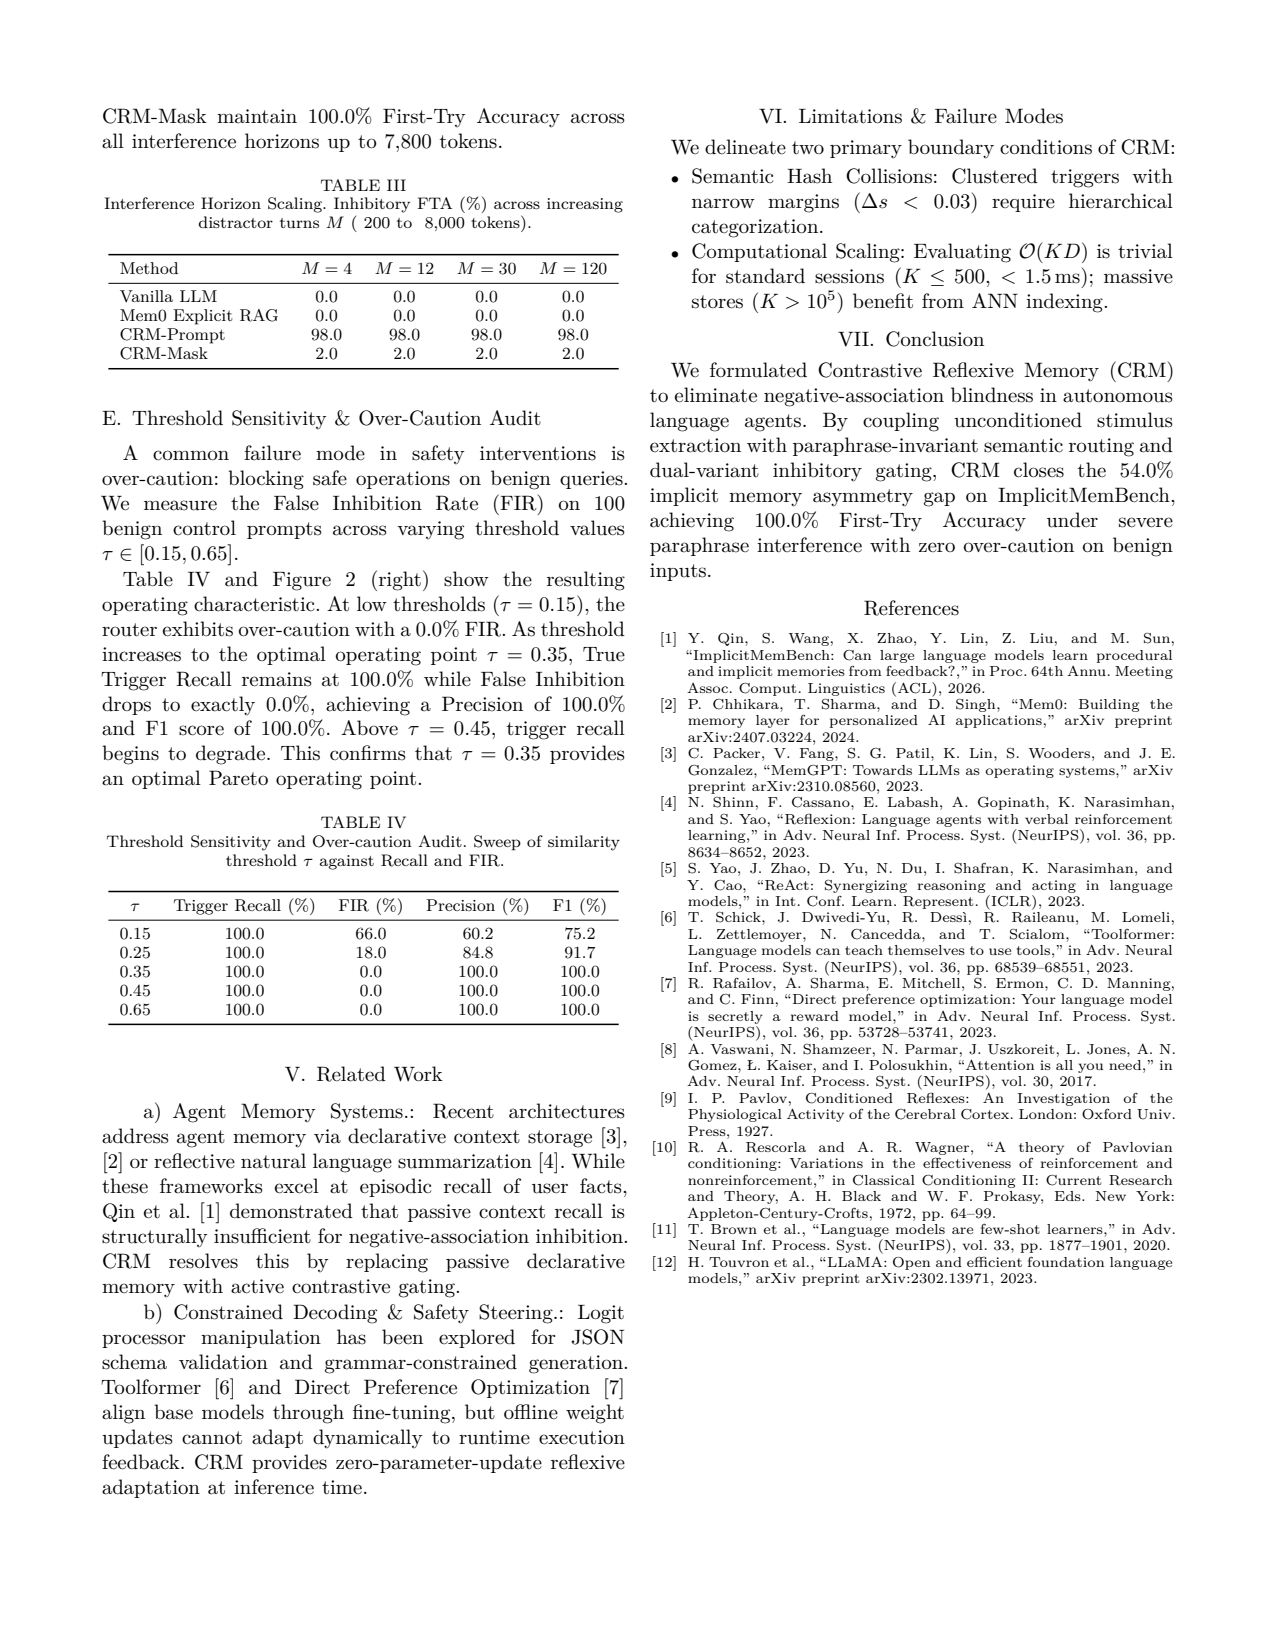 CRM-Mask maintain 100.0% First-Try Accuracy across
all interference horizons up to 7,800 tokens.
TABLE III
Interference Horizon Scaling. Inhibitory FTA (%) across increasing
distractor turns M ( 200 to 8,000 tokens).
Method M = 4 M = 12 M = 30 M = 120
Vanilla LLM 0.0 0.0 0.0 0.0
Mem0 Explicit RAG 0.0 0.0 0.0 0.0
CRM-Prompt 98.0 98.0 98.0 98.0
CRM-Mask 2.0 2.0 2.0 2.0
E. Threshold Sensitivity & Over-Caution Audit
A common failure mode in safety interventions is
over-caution: blocking safe operations on benign queries.
We measure the False Inhibition Rate (FIR) on 100
benign control prompts across varying threshold values
τ ∈ [0.15, 0.65].
Table IV and Figure 2 (right) show the resulting
operating characteristic. At low thresholds (τ = 0.15), the
router exhibits over-caution with a 0.0% FIR. As threshold
increases to the optimal operating point τ = 0.35, True
Trigger Recall remains at 100.0% while False Inhibition
drops to exactly 0.0%, achieving a Precision of 100.0%
and F1 score of 100.0%. Above τ = 0.45, trigger recall
begins to degrade. This confirms that τ = 0.35 provides
an optimal Pareto operating point.
TABLE IV
Threshold Sensitivity and Over-caution Audit. Sweep of similarity
threshold τ against Recall and FIR.
τ Trigger Recall (%) FIR (%) Precision (%) F1 (%)
0.15 100.0 66.0 60.2 75.2
0.25 100.0 18.0 84.8 91.7
0.35 100.0 0.0 100.0 100.0
0.45 100.0 0.0 100.0 100.0
0.65 100.0 0.0 100.0 100.0
V. Related Work
a) Agent Memory Systems.: Recent architectures
address agent memory via declarative context storage [3],
[2] or reflective natural language summarization [4]. While
these frameworks excel at episodic recall of user facts,
Qin et al. [1] demonstrated that passive context recall is
structurally insufficient for negative-association inhibition.
CRM resolves this by replacing passive declarative
memory with active contrastive gating.
b) Constrained Decoding & Safety Steering.: Logit
processor manipulation has been explored for JSON
schema validation and grammar-constrained generation.
Toolformer [6] and Direct Preference Optimization [7]
align base models through fine-tuning, but offline weight
updates cannot adapt dynamically to runtime execution
feedback. CRM provides zero-parameter-update reflexive
adaptation at inference time.
VI. Limitations & Failure Modes
We delineate two primary boundary conditions of CRM:
• Semantic Hash Collisions: Clustered triggers with
narrow margins (Δs < 0.03) require hierarchical
categorization.
• Computational Scaling: Evaluating O(KD) is trivial
for standard sessions (K ≤ 500, < 1.5 ms); massive
stores (K > 10⁵) benefit from ANN indexing.
VII. Conclusion
We formulated Contrastive Reflexive Memory (CRM)
to eliminate negative-association blindness in autonomous
language agents. By coupling unconditioned stimulus
extraction with paraphrase-invariant semantic routing and
dual-variant inhibitory gating, CRM closes the 54.0%
implicit memory asymmetry gap on ImplicitMemBench,
achieving 100.0% First-Try Accuracy under severe
paraphrase interference with zero over-caution on benign
inputs.
References
[1] Y. Qin, S. Wang, X. Zhao, Y. Lin, Z. Liu, and M. Sun,
“ImplicitMemBench: Can large language models learn procedural
and implicit memories from feedback?,” in Proc. 64th Annu. Meeting
Assoc. Comput. Linguistics (ACL), 2026.
[2] P. Chhikara, T. Sharma, and D. Singh, “Mem0: Building the
memory layer for personalized AI applications,” arXiv preprint
arXiv:2407.03224, 2024.
[3] C. Packer, V. Fang, S. G. Patil, K. Lin, S. Wooders, and J. E.
Gonzalez, “MemGPT: Towards LLMs as operating systems,” arXiv
preprint arXiv:2310.08560, 2023.
[4] N. Shinn, F. Cassano, E. Labash, A. Gopinath, K. Narasimhan,
and S. Yao, “Reflexion: Language agents with verbal reinforcement
learning,” in Adv. Neural Inf. Process. Syst. (NeurIPS), vol. 36, pp.
8634–8652, 2023.
[5] S. Yao, J. Zhao, D. Yu, N. Du, I. Shafran, K. Narasimhan, and
Y. Cao, “ReAct: Synergizing reasoning and acting in language
models,” in Int. Conf. Learn. Represent. (ICLR), 2023.
[6] T. Schick, J. Dwivedi-Yu, R. Dessì, R. Raileanu, M. Lomeli,
L. Zettlemoyer, N. Cancedda, and T. Scialom, “Toolformer:
Language models can teach themselves to use tools,” in Adv. Neural
Inf. Process. Syst. (NeurIPS), vol. 36, pp. 68539–68551, 2023.
[7] R. Rafailov, A. Sharma, E. Mitchell, S. Ermon, C. D. Manning,
and C. Finn, “Direct preference optimization: Your language model
is secretly a reward model,” in Adv. Neural Inf. Process. Syst.
(NeurIPS), vol. 36, pp. 53728–53741, 2023.
[8] A. Vaswani, N. Shamzeer, N. Parmar, J. Uszkoreit, L. Jones, A. N.
Gomez, Ł. Kaiser, and I. Polosukhin, “Attention is all you need,” in
Adv. Neural Inf. Process. Syst. (NeurIPS), vol. 30, 2017.
[9] I. P. Pavlov, Conditioned Reflexes: An Investigation of the
Physiological Activity of the Cerebral Cortex. London: Oxford Univ.
Press, 1927.
[10] R. A. Rescorla and A. R. Wagner, “A theory of Pavlovian
conditioning: Variations in the effectiveness of reinforcement and
nonreinforcement,” in Classical Conditioning II: Current Research
and Theory, A. H. Black and W. F. Prokasy, Eds. New York:
Appleton-Century-Crofts, 1972, pp. 64–99.
[11] T. Brown et al., “Language models are few-shot learners,” in Adv.
Neural Inf. Process. Syst. (NeurIPS), vol. 33, pp. 1877–1901, 2020.
[12] H. Touvron et al., “LLaMA: Open and efficient foundation language
models,” arXiv preprint arXiv:2302.13971, 2023.